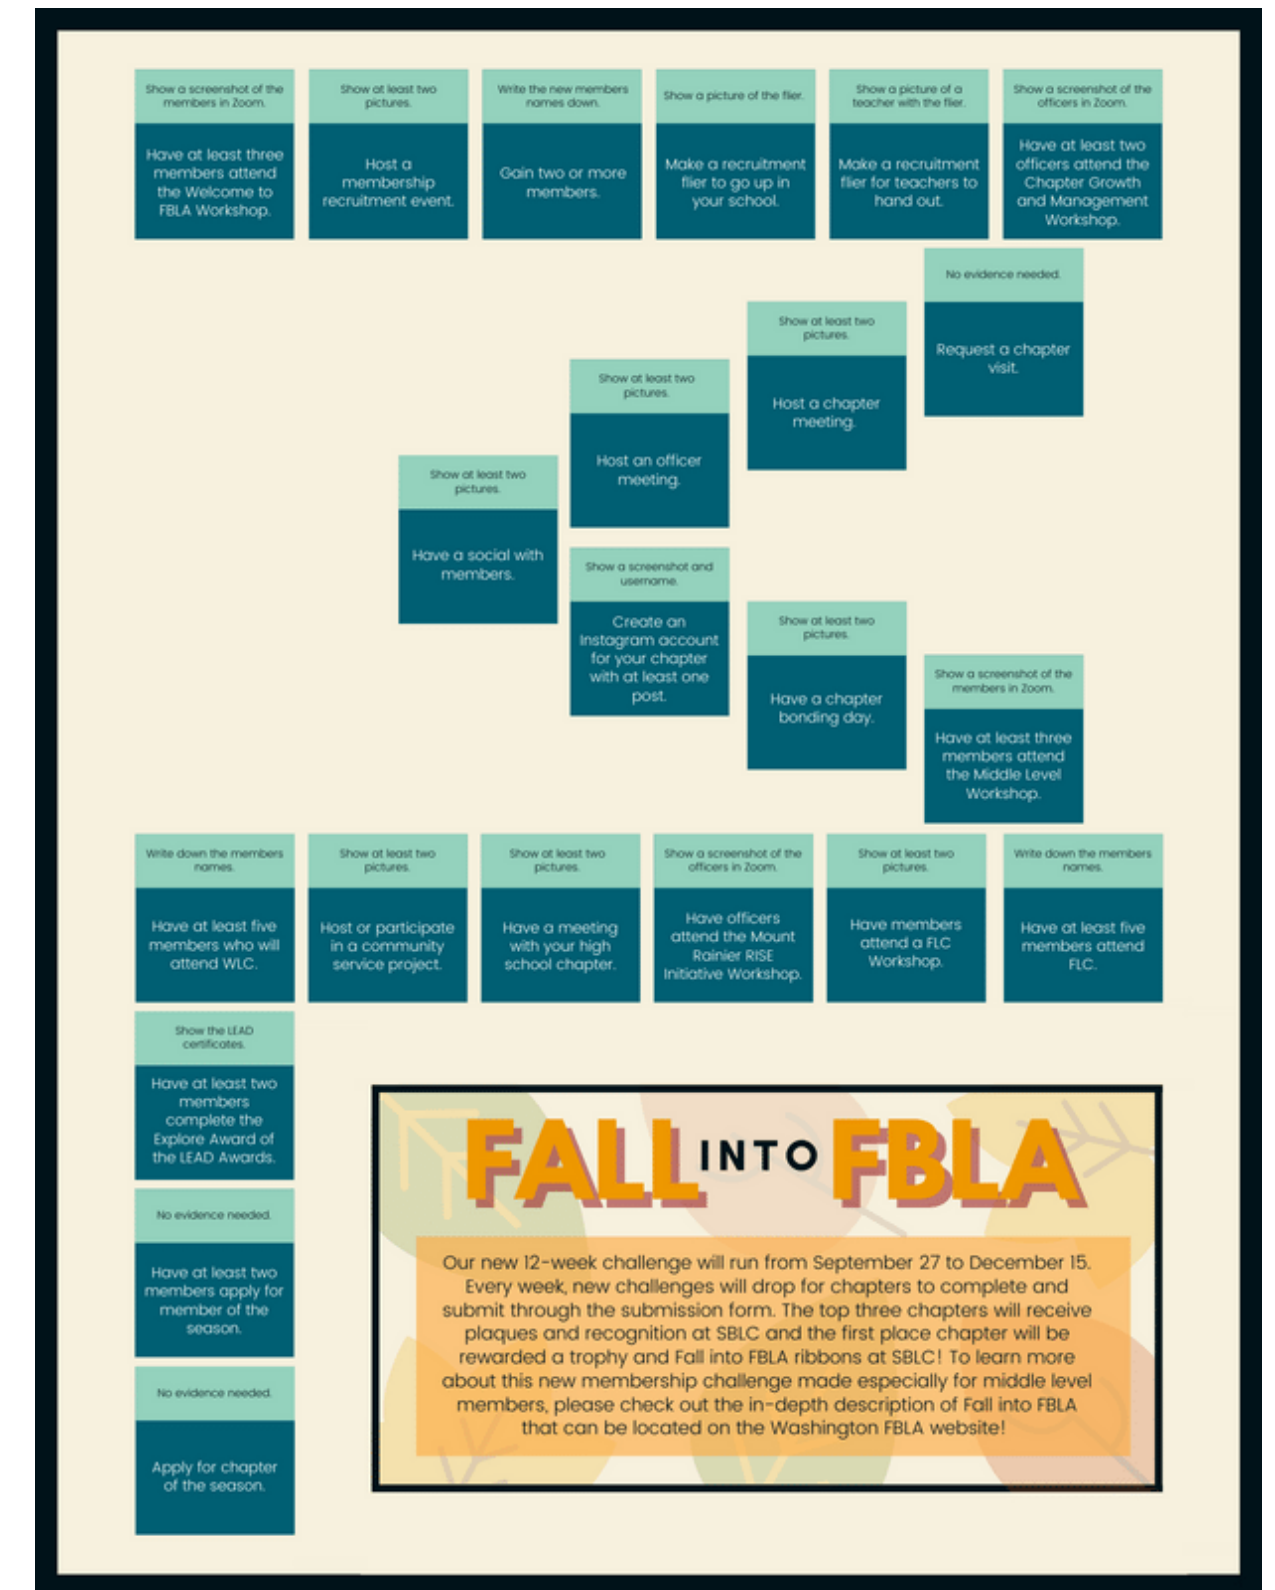 Show a screenshot of the
members in Zoom.
Have at least three
members attend
the Welcome to
FBLA Workshop.
Show at least two
pictures.
Host a
membership
recruitment event.
Write the new members
names down.
Gain two or more
members.
Show a picture of the flier.
Make a recruitment
flier to go up in
your school.
Show a picture of a
teacher with the flier.
Make a recruitment
flier for teachers to
hand out.
Show a screenshot of the
officers in Zoom.
Have at least two
officers attend the
Chapter Growth
and Management
Workshop.
No evidence needed.
Request a chapter
visit.
Show at least two
pictures.
Host a chapter
meeting.
Show at least two
pictures.
Host an officer
meeting.
Show at least two
pictures.
Have a social with
members.
Show a screenshot and
username.
Create an
Instagram account
for your chapter
with at least one
post.
Show at least two
pictures.
Have a chapter
bonding day.
Show a screenshot of the
members in Zoom.
Have at least three
members attend
the Middle Level
Workshop.
Write down the members
names.
Have at least five
members who will
attend WLC.
Show at least two
pictures.
Host or participate
in a community
service project.
Show at least two
pictures.
Have a meeting
with your high
school chapter.
Show a screenshot of the
officers in Zoom.
Have officers
attend the Mount
Rainier RISE
Initiative Workshop.
Show at least two
pictures.
Have members
attend a FLC
Workshop.
Write down the members
names.
Have at least five
members attend
FLC.
Show the LEAD
certificates.
Have at least two
members
complete the
Explore Award of
the LEAD Awards.
No evidence needed.
Have at least two
members apply for
member of the
season.
No evidence needed.
Apply for chapter
of the season.
FALL INTO FBLA
Our new 12-week challenge will run from September 27 to December 15.
Every week, new challenges will drop for chapters to complete and
submit through the submission form. The top three chapters will receive
plaques and recognition at SBLC and the first place chapter will be
rewarded a trophy and Fall into FBLA ribbons at SBLC! To learn more
about this new membership challenge made especially for middle level
members, please check out the in-depth description of Fall into FBLA
that can be located on the Washington FBLA website!